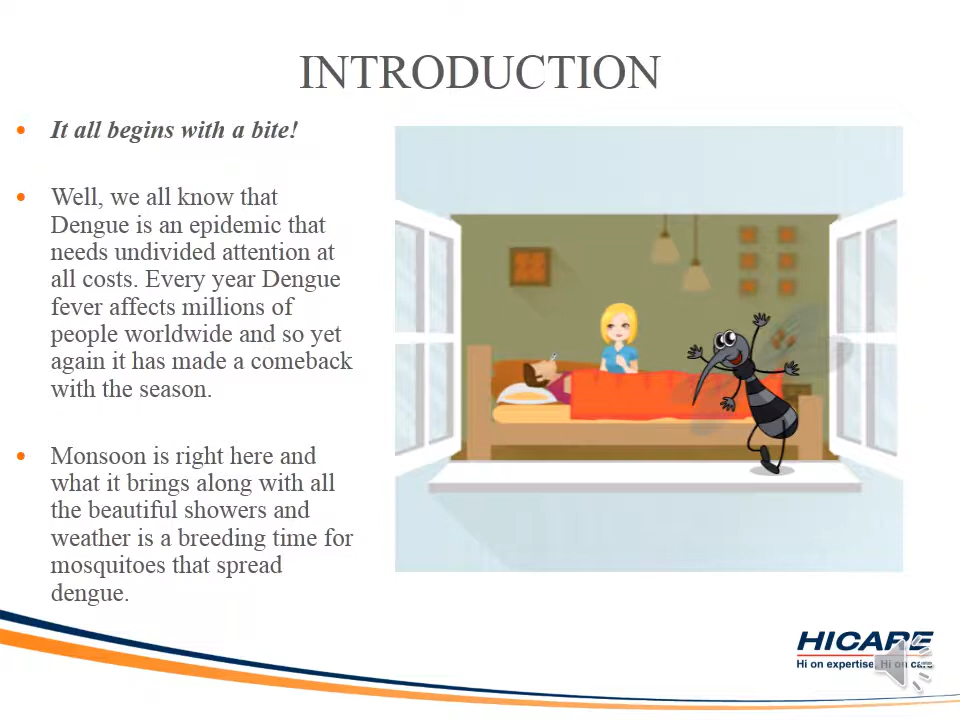 INTRODUCTION
It all begins with a bite!
Well, we all know that
Dengue is an epidemic that
needs undivided attention at
all costs. Every year Dengue
fever affects millions of
people worldwide and so yet
again it has made a comeback
with the season.
Monsoon is right here and
what it brings along with all
the beautiful showers and
weather is a breeding time for
mosquitoes that spread
dengue.
HICARE
Hi on expertise. Hi on care